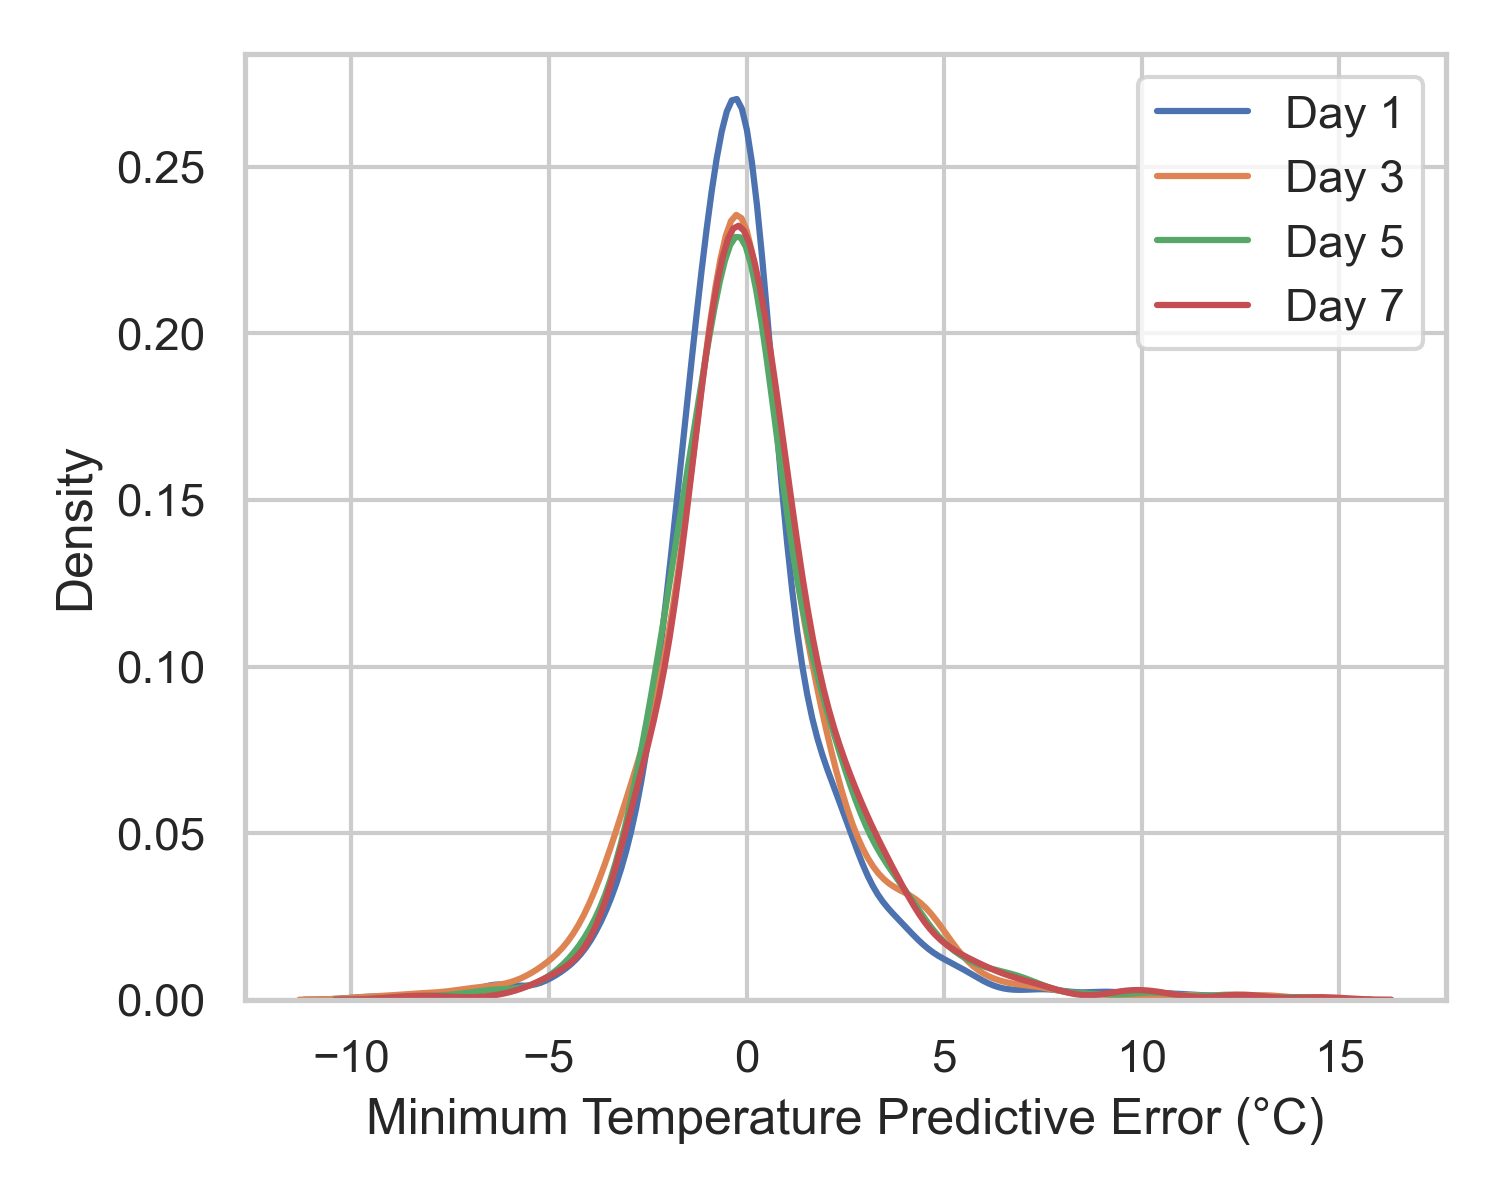 Day 1
Day 3
Day 5
Day 7
0.25
0.20
0.15
0.10
0.05
0.00
Density
−10 −5 0 5 10 15
Minimum Temperature Predictive Error (°C)